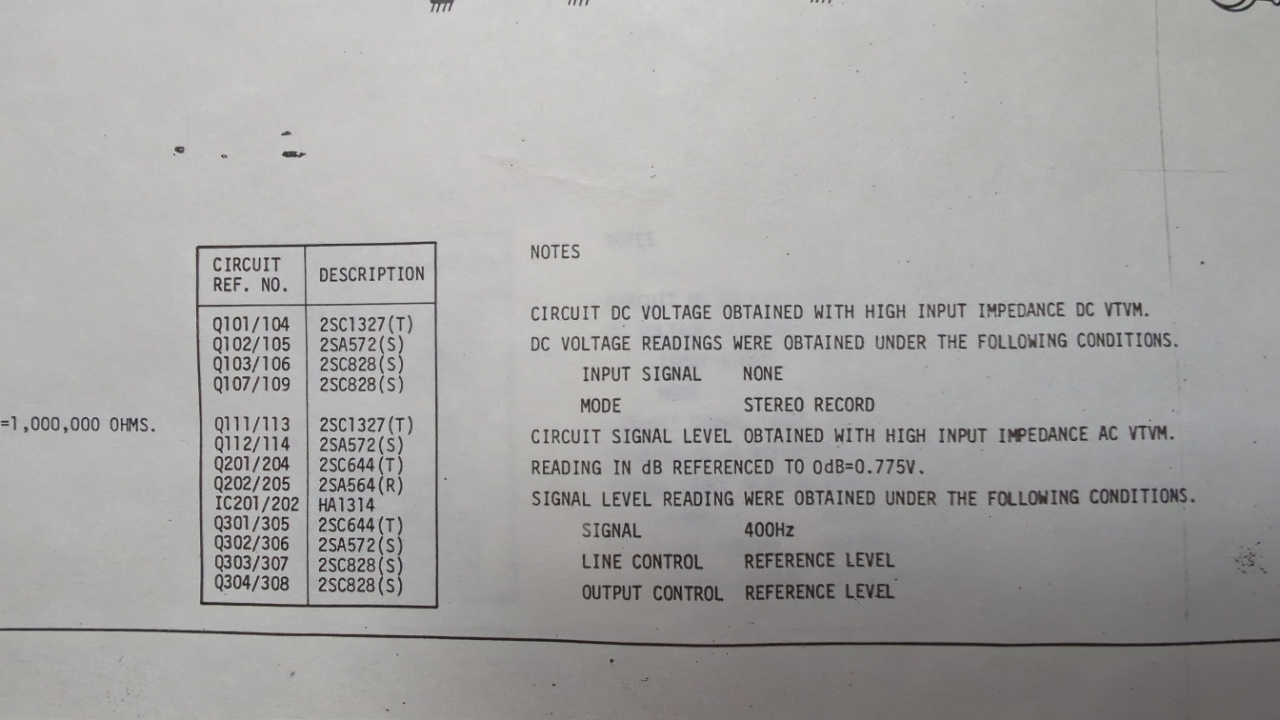 CIRCUIT
REF. NO.
DESCRIPTION
Q101/104 2SC1327(T)
Q102/105 2SA572(S)
Q103/106 2SC828(S)
Q107/109 2SC828(S)
Q111/113 2SC1327(T)
Q112/114 2SA572(S)
Q201/204 2SC644(T)
Q202/205 2SA564(R)
IC201/202 HA1314
Q301/305 2SC644(T)
Q302/306 2SA572(S)
Q303/307 2SC828(S)
Q304/308 2SC828(S)
=1,000,000 OHMS.
NOTES
CIRCUIT DC VOLTAGE OBTAINED WITH HIGH INPUT IMPEDANCE DC VTVM.
DC VOLTAGE READINGS WERE OBTAINED UNDER THE FOLLOWING CONDITIONS.
INPUT SIGNAL NONE
MODE STEREO RECORD
CIRCUIT SIGNAL LEVEL OBTAINED WITH HIGH INPUT IMPEDANCE AC VTVM.
READING IN dB REFERENCED TO 0dB=0.775V.
SIGNAL LEVEL READING WERE OBTAINED UNDER THE FOLLOWING CONDITIONS.
SIGNAL 400Hz
LINE CONTROL REFERENCE LEVEL
OUTPUT CONTROL REFERENCE LEVEL